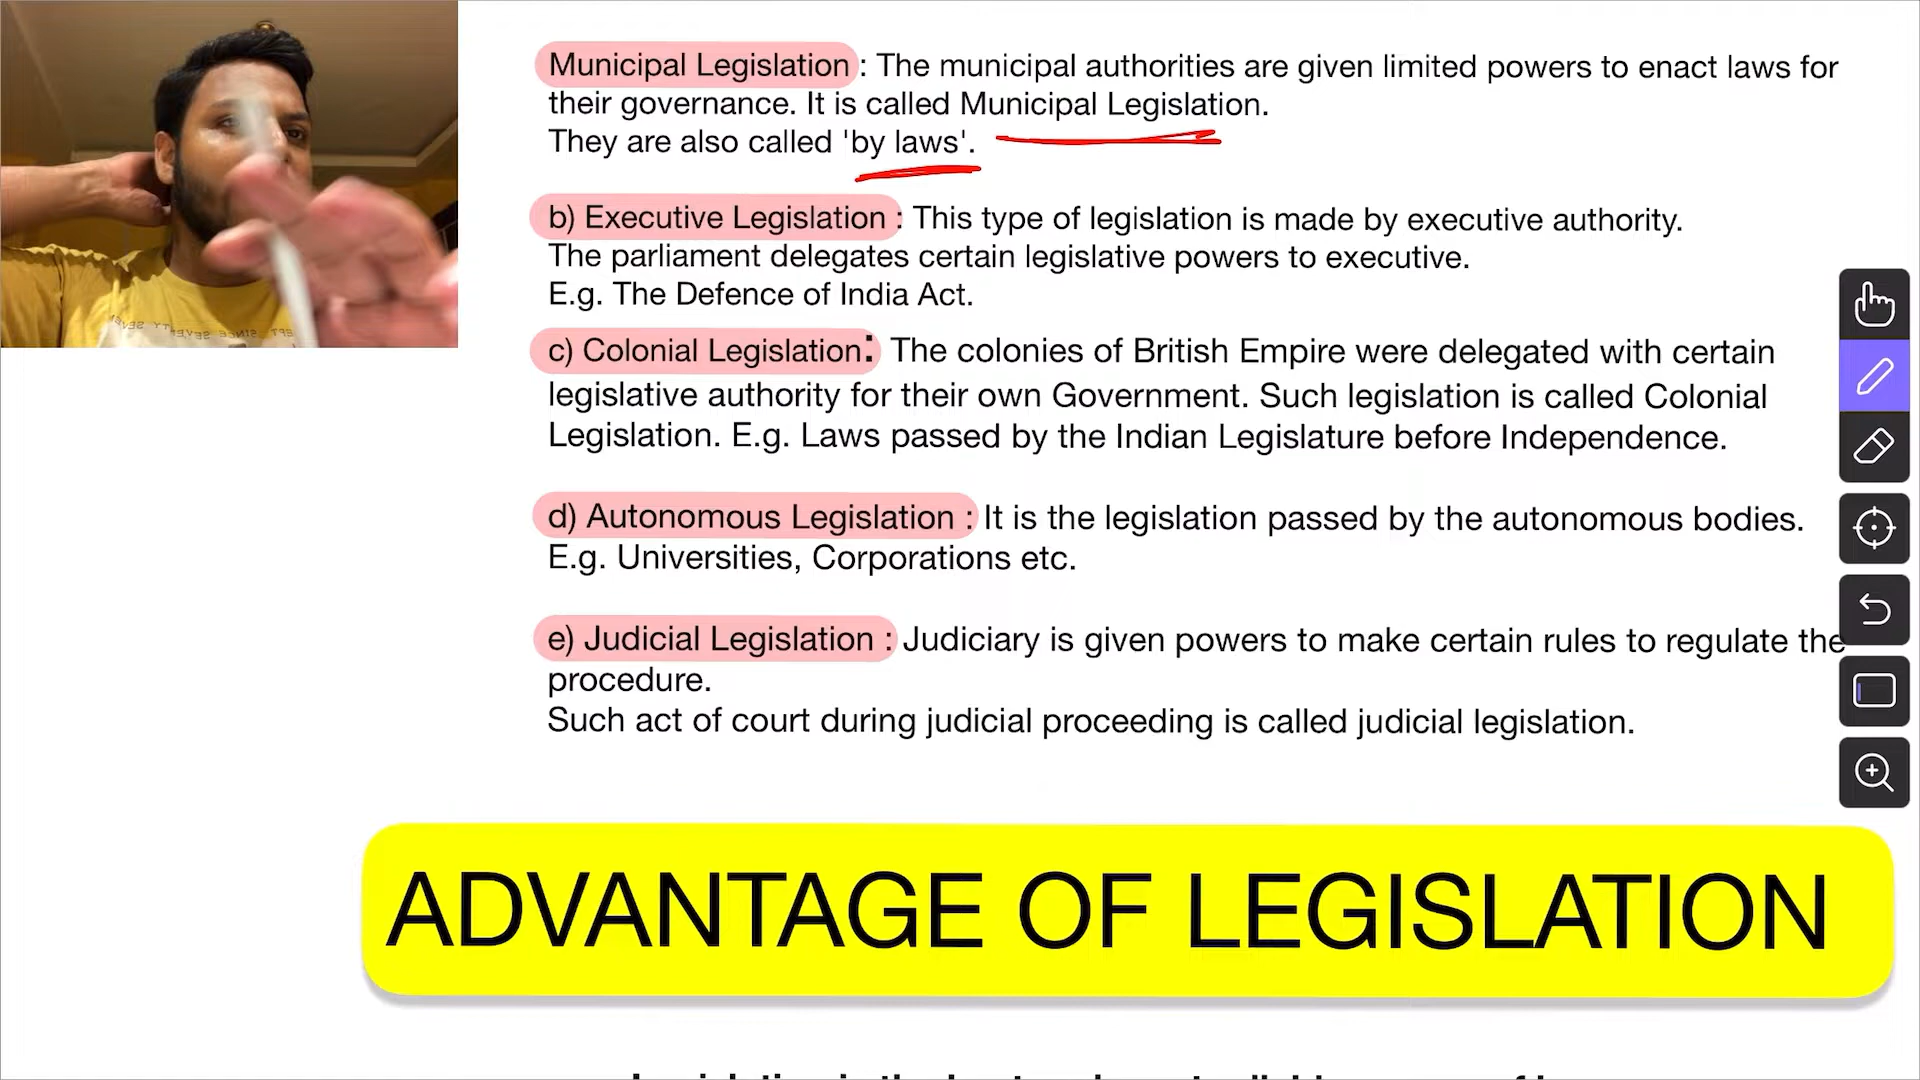 Municipal Legislation : The municipal authorities are given limited powers to enact laws for
their governance. It is called Municipal Legislation.
They are also called 'by laws'.
b) Executive Legislation : This type of legislation is made by executive authority.
The parliament delegates certain legislative powers to executive.
E.g. The Defence of India Act.
c) Colonial Legislation: The colonies of British Empire were delegated with certain
legislative authority for their own Government. Such legislation is called Colonial
Legislation. E.g. Laws passed by the Indian Legislature before Independence.
d) Autonomous Legislation : It is the legislation passed by the autonomous bodies.
E.g. Universities, Corporations etc.
e) Judicial Legislation : Judiciary is given powers to make certain rules to regulate the
procedure.
Such act of court during judicial proceeding is called judicial legislation.
ADVANTAGE OF LEGISLATION